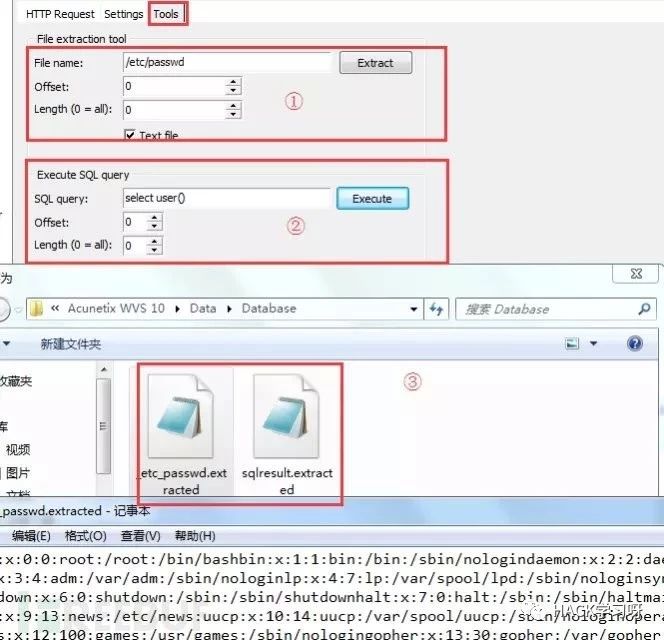 HTTP Request Settings Tools
File extraction tool
File name: /etc/passwd Extract
Offset: 0
Length (0 = all): 0
①
Text file
Execute SQL query
SQL query: select user() Execute
Offset: 0
②
Length (0 = all): 0
为
« Acunetix WVS 10 Data Database 搜索 Database
新建文件夹
收藏夹
③
库
视频
图片
文档
_etc_passwd.ext
racted
sqlresult.extract
ed
_passwd.extracted - 记事本
编辑(E) 格式(O) 查看(V) 帮助(H)
:x:0:0:root:/root:/bin/bashbin:x:1:1:bin:/bin:/sbin/nologindaemon:x:2:2:dae
x:3:4:adm:/var/adm:/sbin/nologinlp:x:4:7:lp:/var/spool/lpd:/sbin/nologinsyn
down:x:6:0:shutdown:/sbin:/sbin/shutdownhalt:x:7:0:halt:/sbin:/sbin/haltmai
x:9:13:news:/etc/news:uucp:x:10:14:uucp:/var/spool/uucp:/sbin/nologinoper
s:x:12:100:games:/usr/games:/sbin/nologingopher:x:13:30:gopher:/var/gophe
HACK学习呀